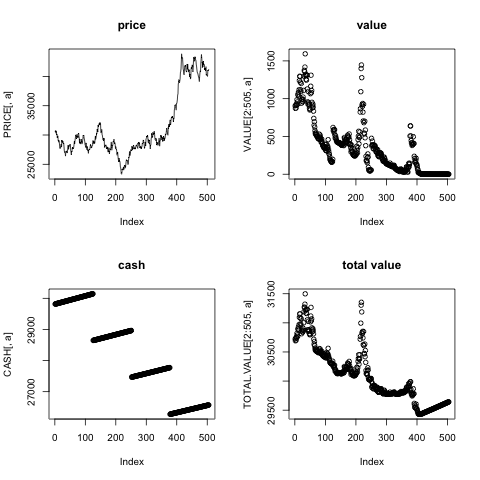 price
PRICE[, a]
35000
25000
0 100 200 300 400 500
Index
value
VALUE[2:505, a]
1500
1000
500
0
0 100 200 300 400 500
Index
cash
CASH[, a]
29000
27000
0 100 200 300 400 500
Index
total value
TOTAL.VALUE[2:505, a]
31500
30500
29500
0 100 200 300 400 500
Index